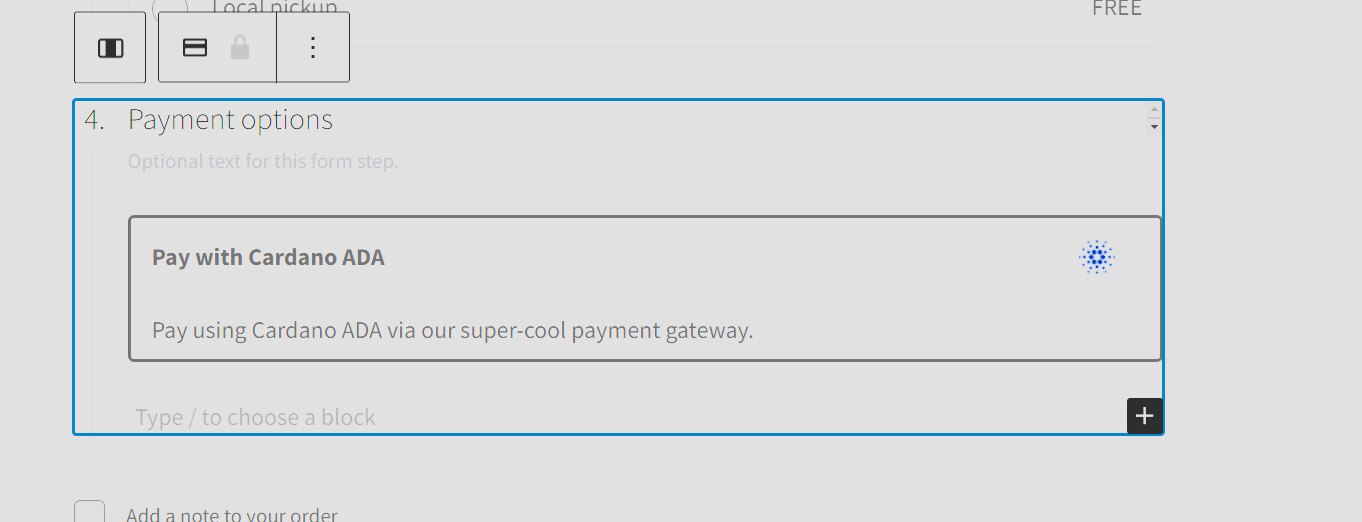 Local pickup
FREE
4. Payment options
Optional text for this form step.
Pay with Cardano ADA
Pay using Cardano ADA via our super-cool payment gateway.
Type / to choose a block
Add a note to your order